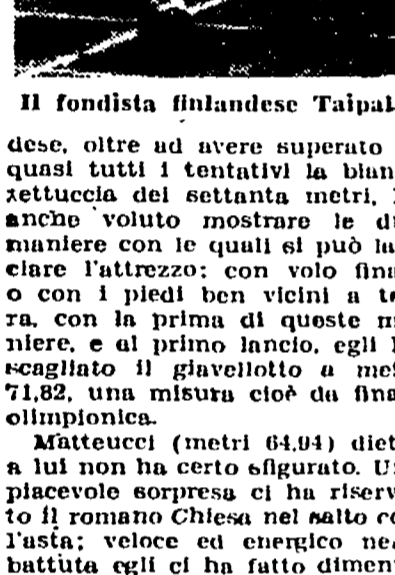 Il fondista finlandese Taipal
dese, oltre ad avere superato
quasi tutti i tentativi la bian
zettuccia dei settanta metri,
anche voluto mostrare le d
maniere con le quali si può la
ciare l'attrezzo: con volo fina
o con i piedi ben vicini a te
ra, con la prima di queste m
niere, e al primo lancio, egli
scagliato il giavellotto a me
71,82, una misura cioè da fina
olimpionica.
Matteucci (metri 64,94) diet
a lui non ha certo sfigurato. U
piacevole sorpresa ci ha riserv
to il romano Chiesa nel salto co
l'asta; veloce ed energico ne
battuta egli ci ha fatto diment